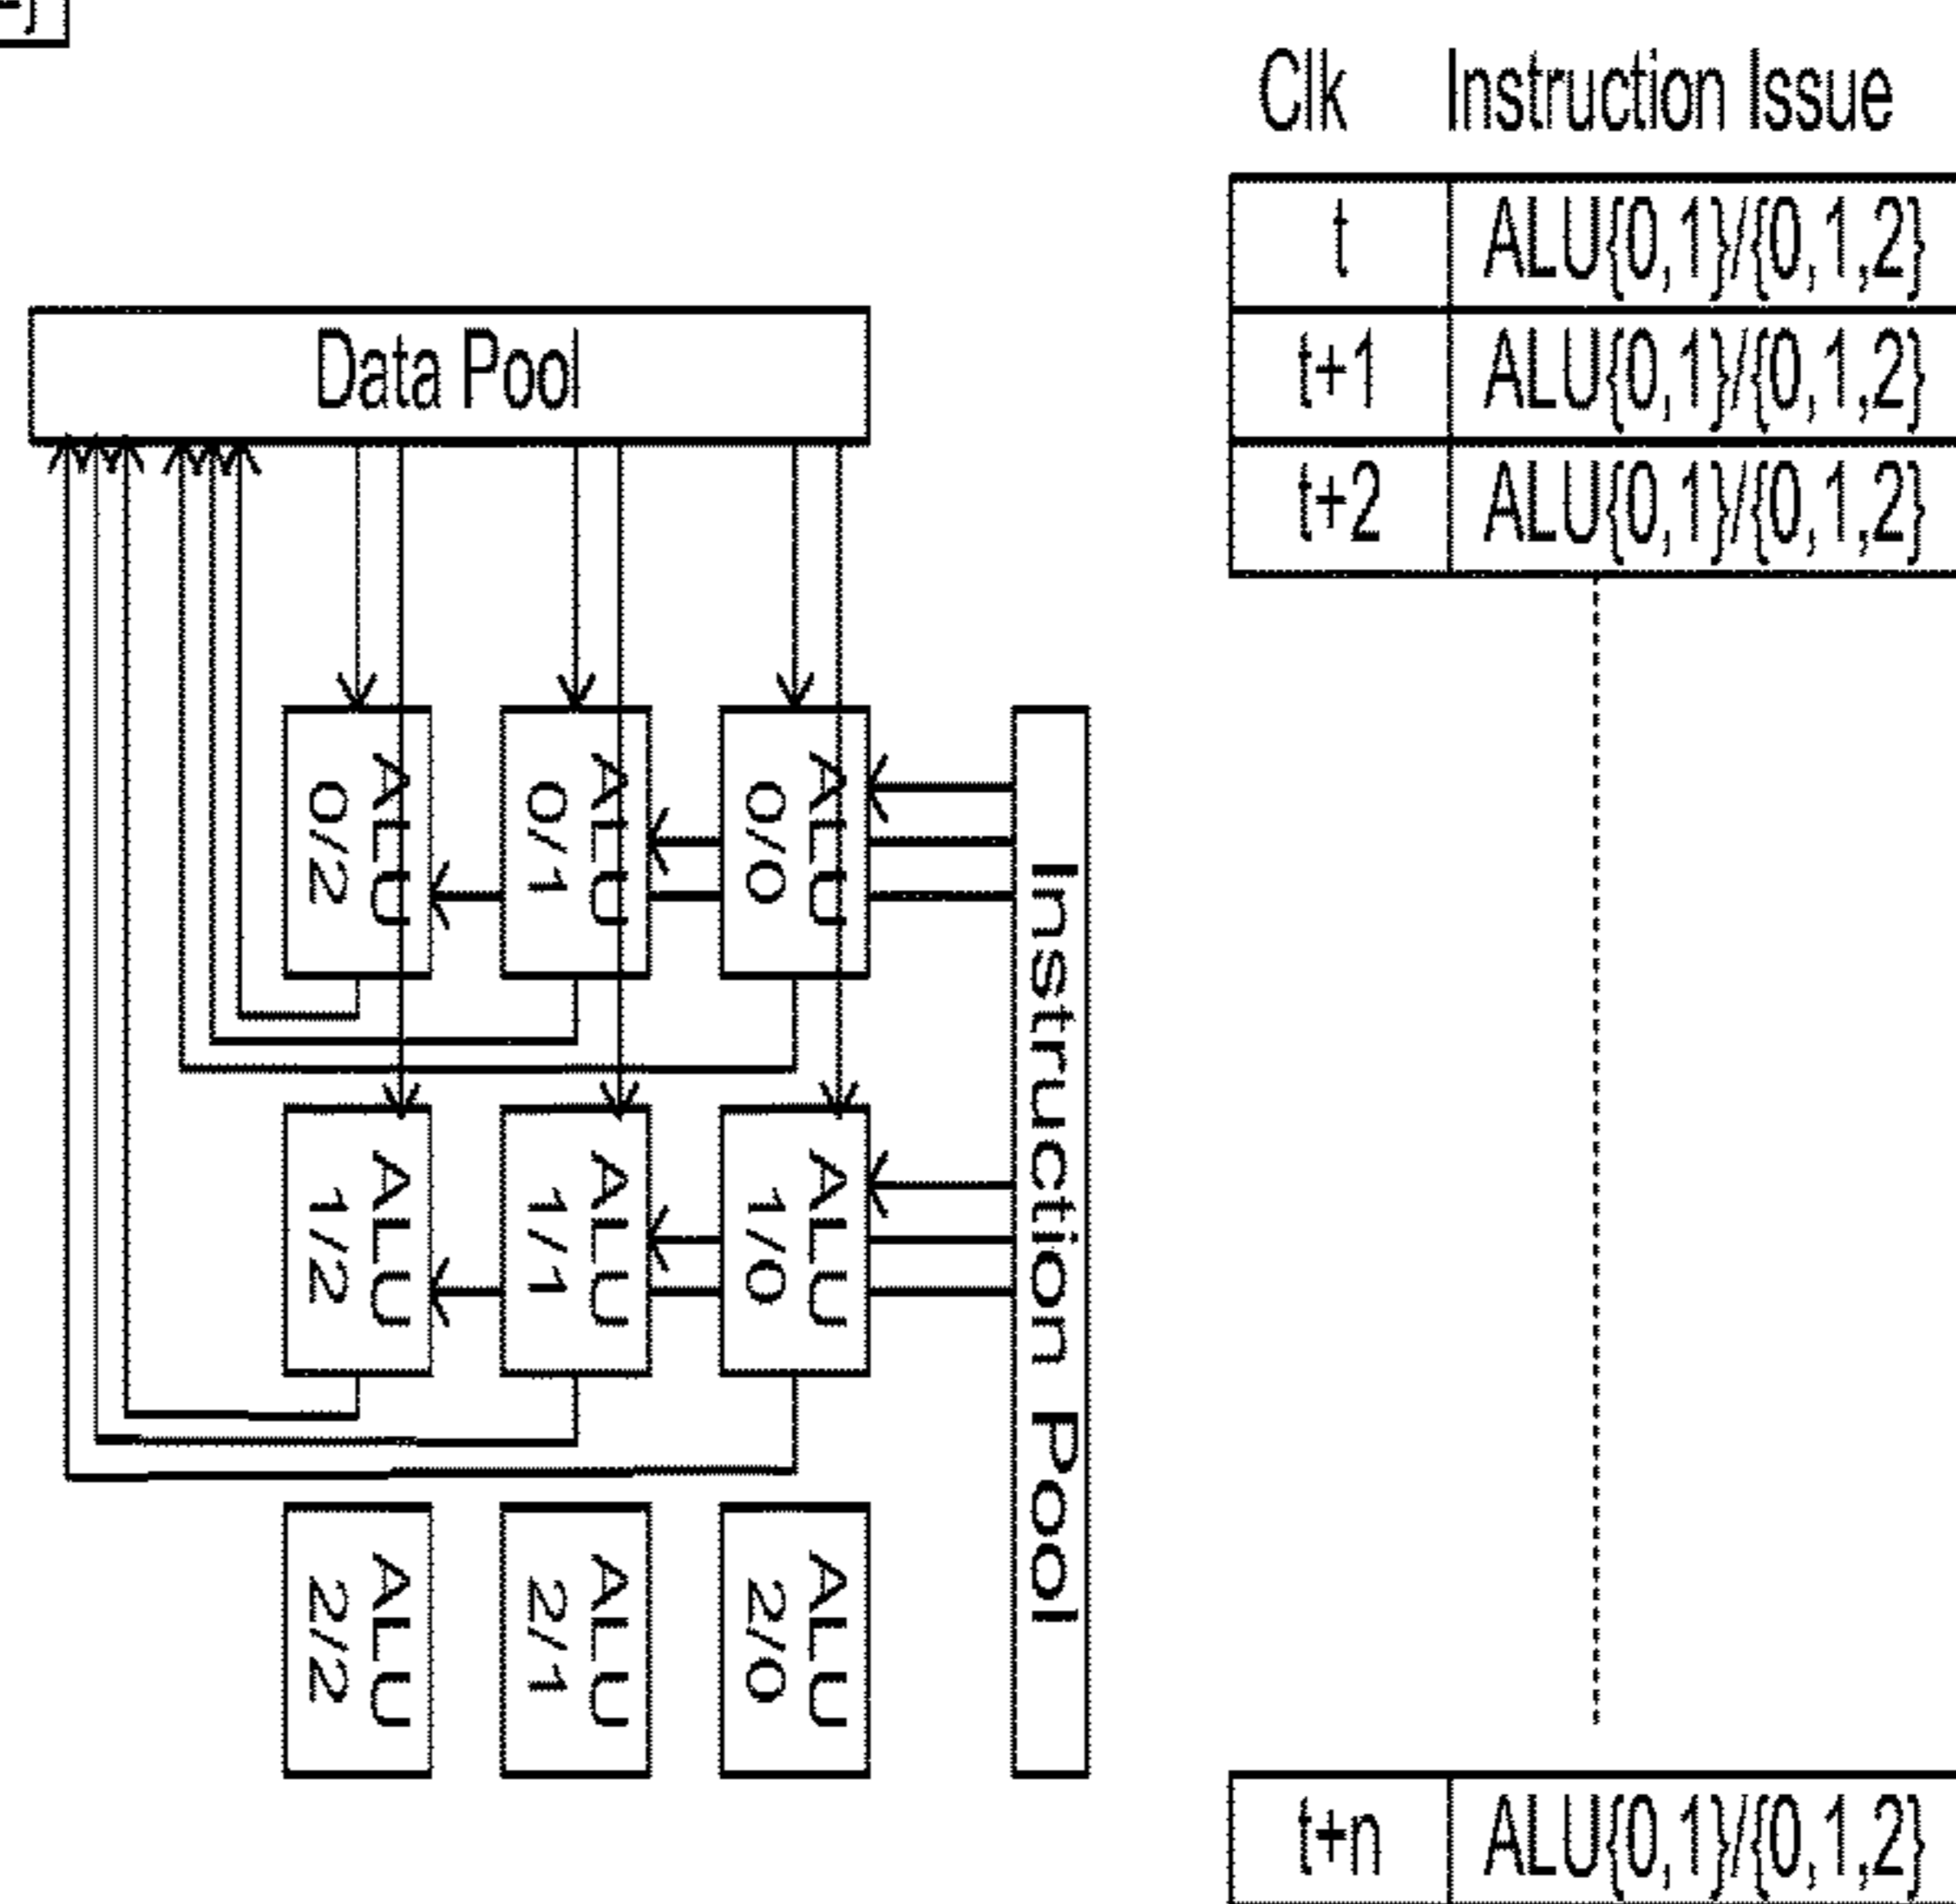 Clk Instruction Issue
t ALU{0,1}/{0,1,2}
t+1 ALU{0,1}/{0,1,2}
t+2 ALU{0,1}/{0,1,2}
t+n ALU{0,1}/{0,1,2}
Data Pool
ALU
0/2
ALU
0/1
ALU
0/0
ALU
1/2
ALU
1/1
ALU
1/0
ALU
2/2
ALU
2/1
ALU
2/0
Instruction Pool